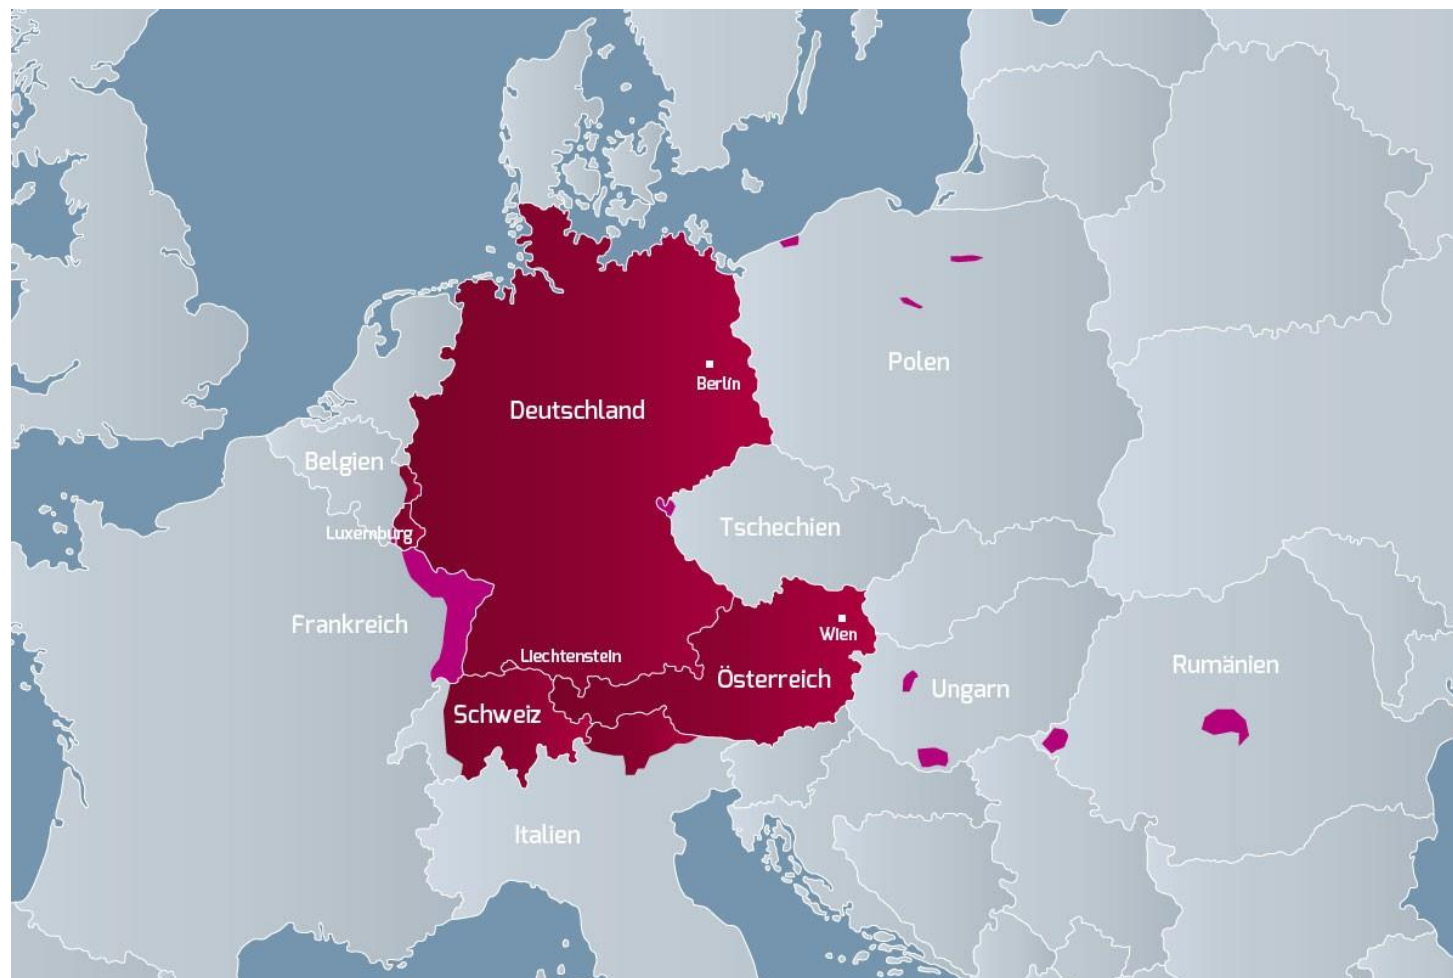 Polen
Berlin
Deutschland
Belgien
Tschechien
Luxemburg
Frankreich
Wien
Liechtenstein
Rumänien
Österreich
Ungarn
Schweiz
Italien